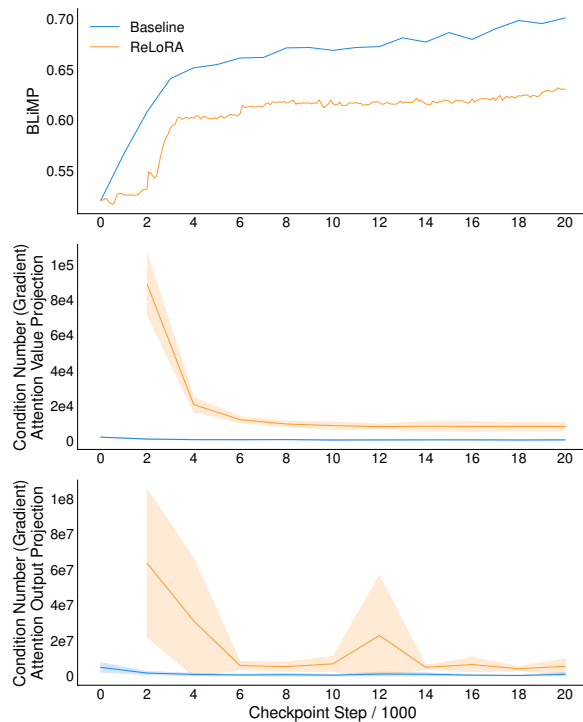 Baseline
ReLoRA
BLiMP
0.70
0.65
0.60
0.55
0 2 4 6 8 10 12 14 16 18 20
Condition Number (Gradient)
Attention Value Projection
1e5
8e4
6e4
4e4
2e4
0
0 2 4 6 8 10 12 14 16 18 20
Condition Number (Gradient)
Attention Output Projection
1e8
8e7
6e7
4e7
2e7
0
0 2 4 6 8 10 12 14 16 18 20
Checkpoint Step / 1000